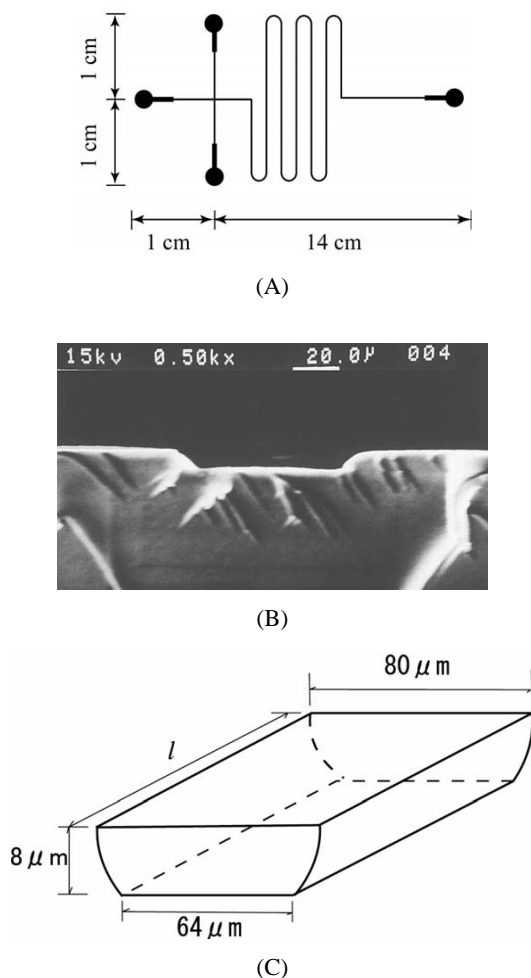 1 cm
1 cm
1 cm
14 cm
(A)
15kv 0.50kx 20.0μ 004
(B)
80 μm
l
8 μm
64 μm
(C)